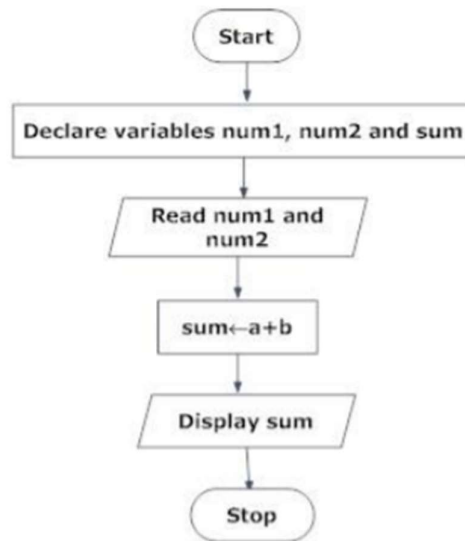 Start
Declare variables num1, num2 and sum
Read num1 and
num2
sum←a+b
Display sum
Stop